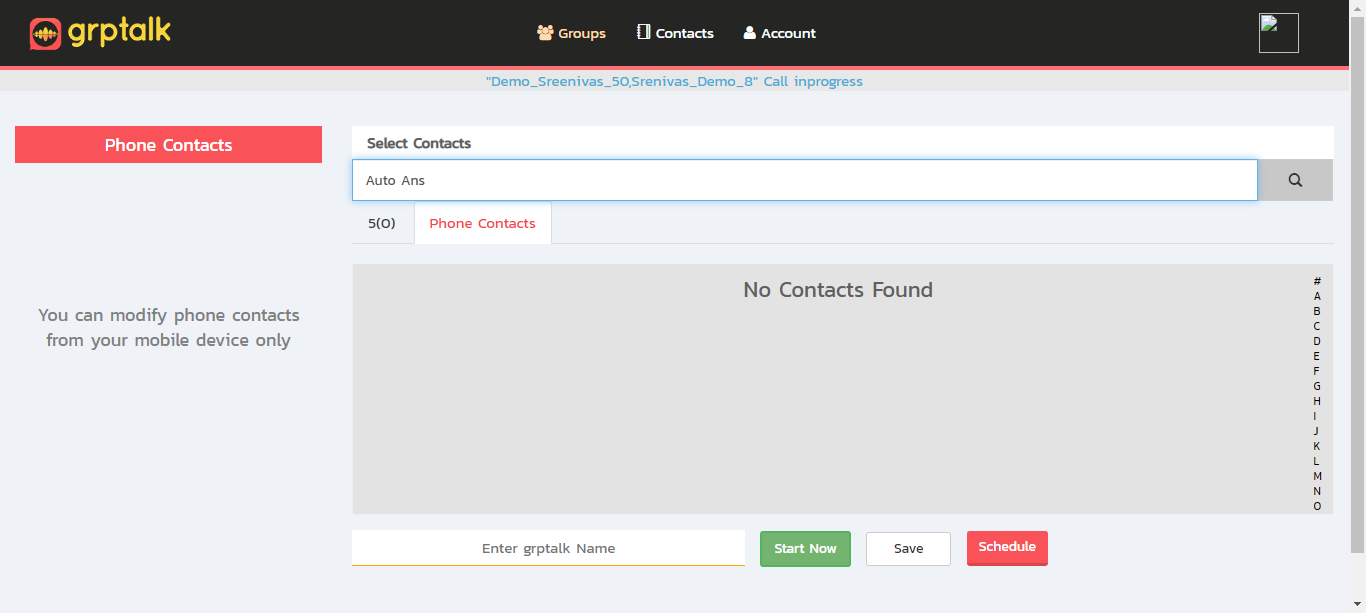 grptalk
Groups Contacts Account
"Demo_Sreenivas_50,Srenivas_Demo_8" Call inprogress
Phone Contacts
Select Contacts
Auto Ans
5(0) Phone Contacts
No Contacts Found
You can modify phone contacts
from your mobile device only
#
A
B
C
D
E
F
G
H
I
J
K
L
M
N
O
Enter grptalk Name Start Now Save Schedule